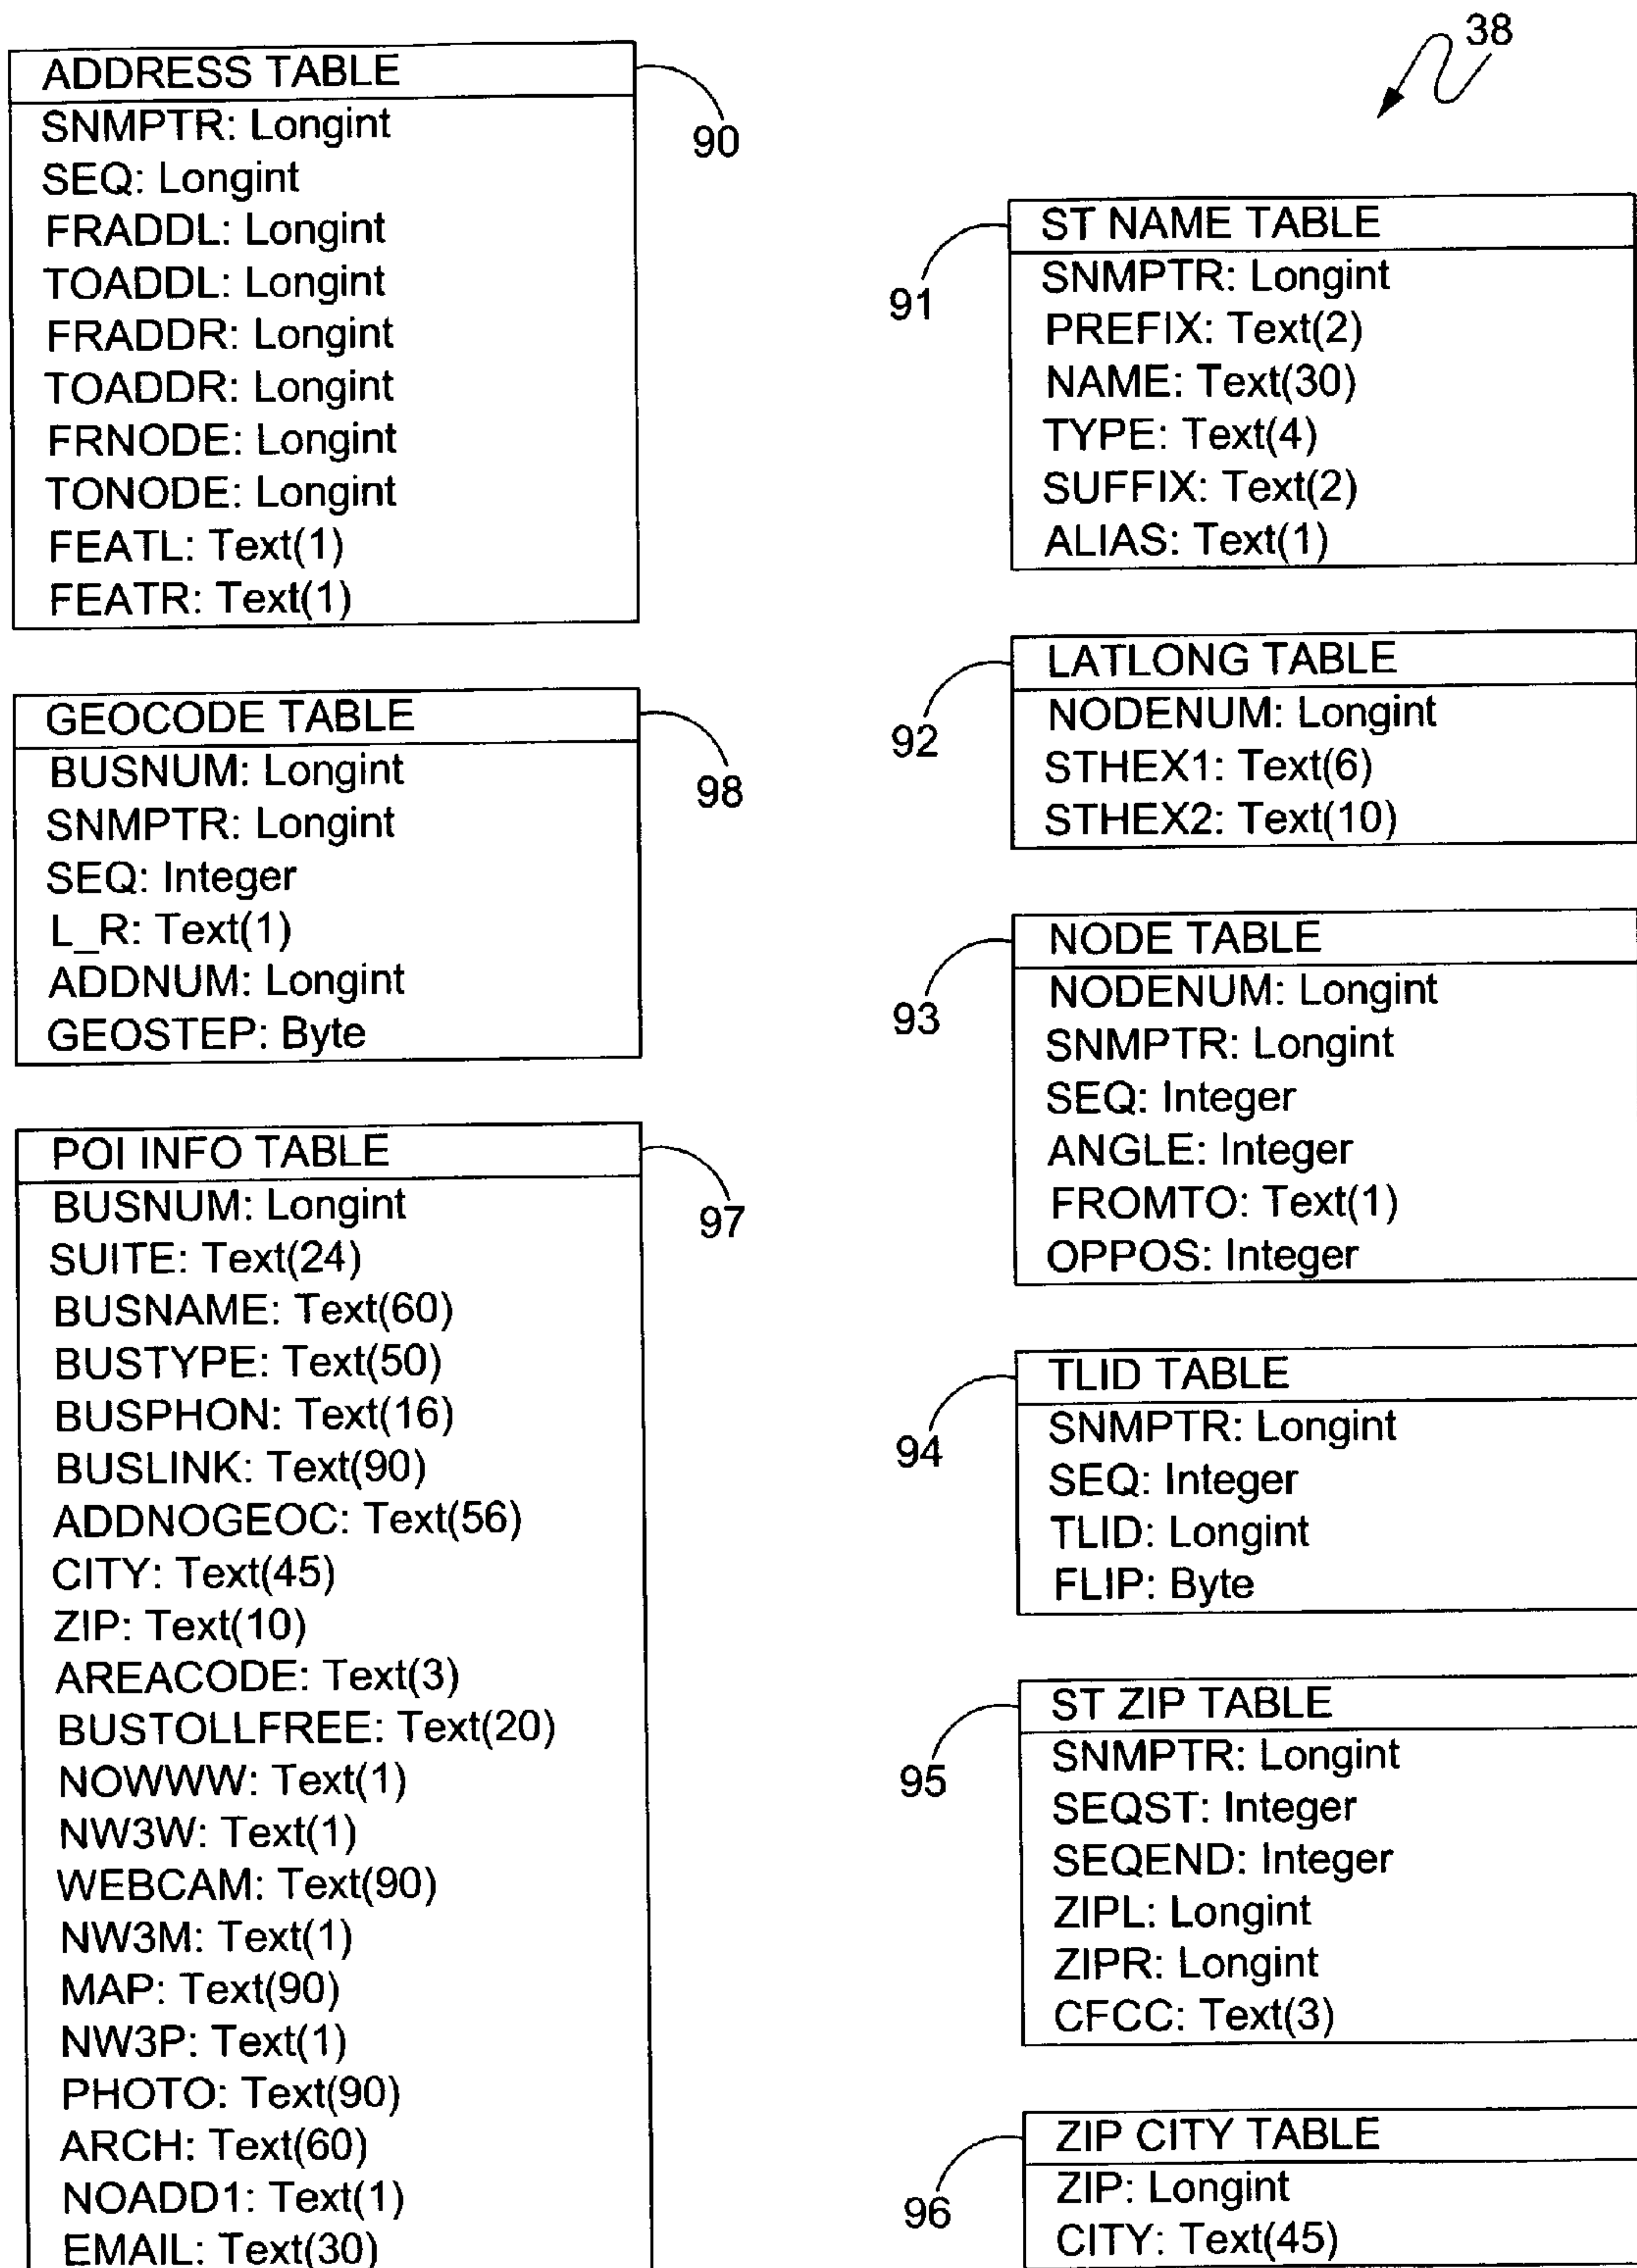 38
ADDRESS TABLE
SNMPTR: Longint
SEQ: Longint
FRADDL: Longint
TOADDL: Longint
FRADDR: Longint
TOADDR: Longint
FRNODE: Longint
TONODE: Longint
FEATL: Text(1)
FEATR: Text(1)
90
GEOCODE TABLE
BUSNUM: Longint
SNMPTR: Longint
SEQ: Integer
L_R: Text(1)
ADDNUM: Longint
GEOSTEP: Byte
98
POI INFO TABLE
BUSNUM: Longint
SUITE: Text(24)
BUSNAME: Text(60)
BUSTYPE: Text(50)
BUSPHON: Text(16)
BUSLINK: Text(90)
ADDNOGEOC: Text(56)
CITY: Text(45)
ZIP: Text(10)
AREACODE: Text(3)
BUSTOLLFREE: Text(20)
NOWWW: Text(1)
NW3W: Text(1)
WEBCAM: Text(90)
NW3M: Text(1)
MAP: Text(90)
NW3P: Text(1)
PHOTO: Text(90)
ARCH: Text(60)
NOADD1: Text(1)
EMAIL: Text(30)
97
ST NAME TABLE
SNMPTR: Longint
PREFIX: Text(2)
NAME: Text(30)
TYPE: Text(4)
SUFFIX: Text(2)
ALIAS: Text(1)
91
LATLONG TABLE
NODENUM: Longint
STHEX1: Text(6)
STHEX2: Text(10)
92
NODE TABLE
NODENUM: Longint
SNMPTR: Longint
SEQ: Integer
ANGLE: Integer
FROMTO: Text(1)
OPPOS: Integer
93
TLID TABLE
SNMPTR: Longint
SEQ: Integer
TLID: Longint
FLIP: Byte
94
ST ZIP TABLE
SNMPTR: Longint
SEQST: Integer
SEQEND: Integer
ZIPL: Longint
ZIPR: Longint
CFCC: Text(3)
95
ZIP CITY TABLE
ZIP: Longint
CITY: Text(45)
96